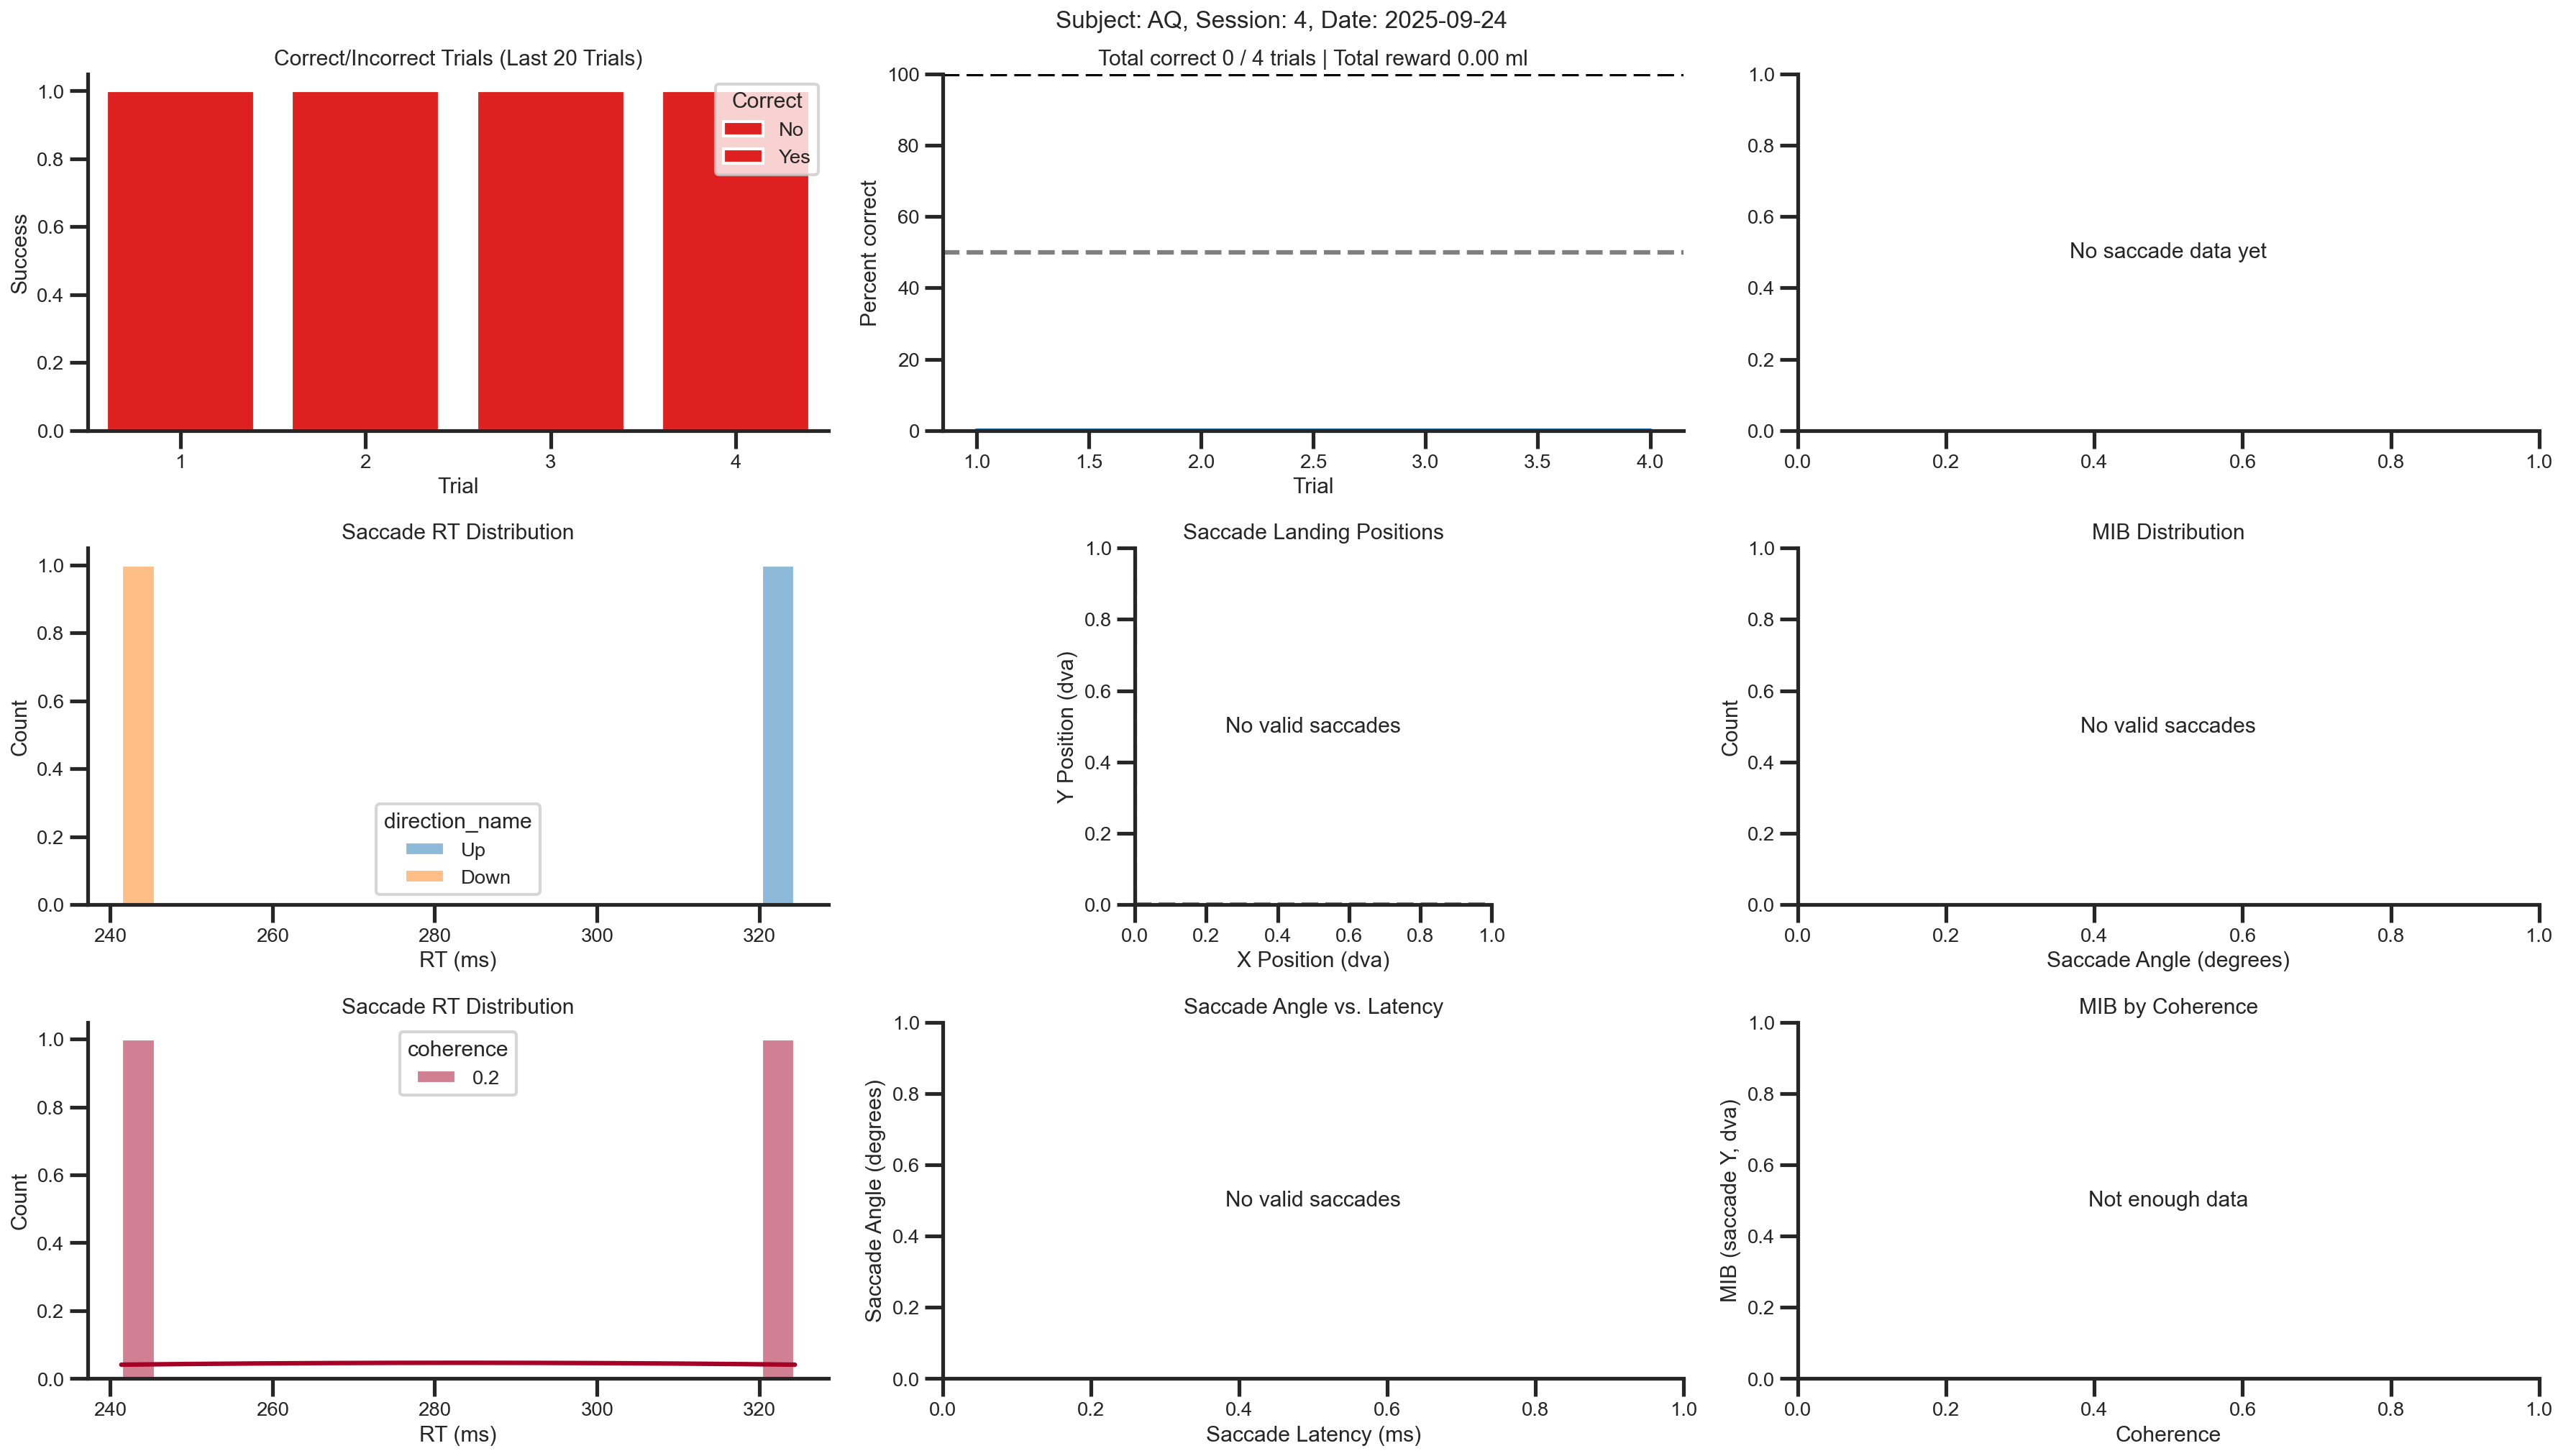 Subject: AQ, Session: 4, Date: 2025-09-24
Correct/Incorrect Trials (Last 20 Trials)
Success
1.0
0.8
0.6
0.4
0.2
0.0
Correct
No
Yes
1 2 3 4
Trial
Total correct 0 / 4 trials | Total reward 0.00 ml
Percent correct
100
80
60
40
20
0
1.0 1.5 2.0 2.5 3.0 3.5 4.0
Trial
1.0
0.8
0.6
0.4
0.2
0.0
No saccade data yet
0.0 0.2 0.4 0.6 0.8 1.0
Saccade RT Distribution
Count
1.0
0.8
0.6
0.4
0.2
0.0
direction_name
Up
Down
240 260 280 300 320
RT (ms)
Saccade Landing Positions
Y Position (dva)
1.0
0.8
0.6
0.4
0.2
0.0
No valid saccades
0.0 0.2 0.4 0.6 0.8 1.0
X Position (dva)
MIB Distribution
Count
1.0
0.8
0.6
0.4
0.2
0.0
No valid saccades
0.0 0.2 0.4 0.6 0.8 1.0
Saccade Angle (degrees)
Saccade RT Distribution
Count
1.0
0.8
0.6
0.4
0.2
0.0
coherence
0.2
240 260 280 300 320
RT (ms)
Saccade Angle vs. Latency
Saccade Angle (degrees)
1.0
0.8
0.6
0.4
0.2
0.0
No valid saccades
0.0 0.2 0.4 0.6 0.8 1.0
Saccade Latency (ms)
MIB by Coherence
MIB (saccade Y, dva)
1.0
0.8
0.6
0.4
0.2
0.0
Not enough data
0.0 0.2 0.4 0.6 0.8 1.0
Coherence